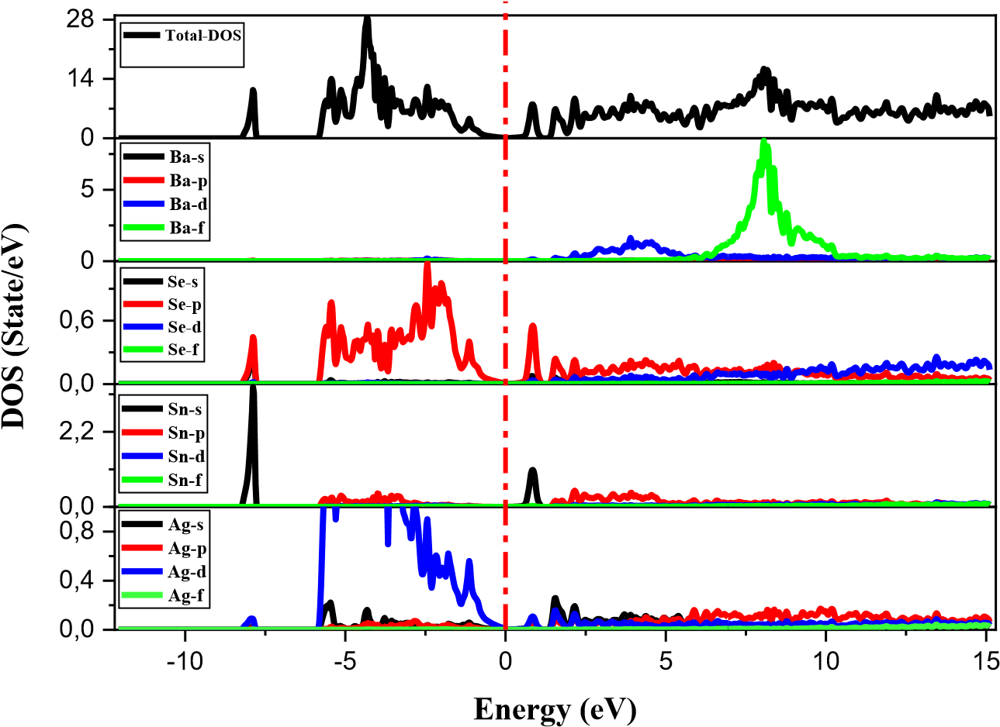 28
14
0
Total-DOS
5
0
Ba-s
Ba-p
Ba-d
Ba-f
0,6
0,0
Se-s
Se-p
Se-d
Se-f
2,2
0,0
Sn-s
Sn-p
Sn-d
Sn-f
0,0
0,8
0,4
0,0
Ag-s
Ag-p
Ag-d
Ag-f
DOS (State/eV)
-10 -5 0 5 10 15
Energy (eV)